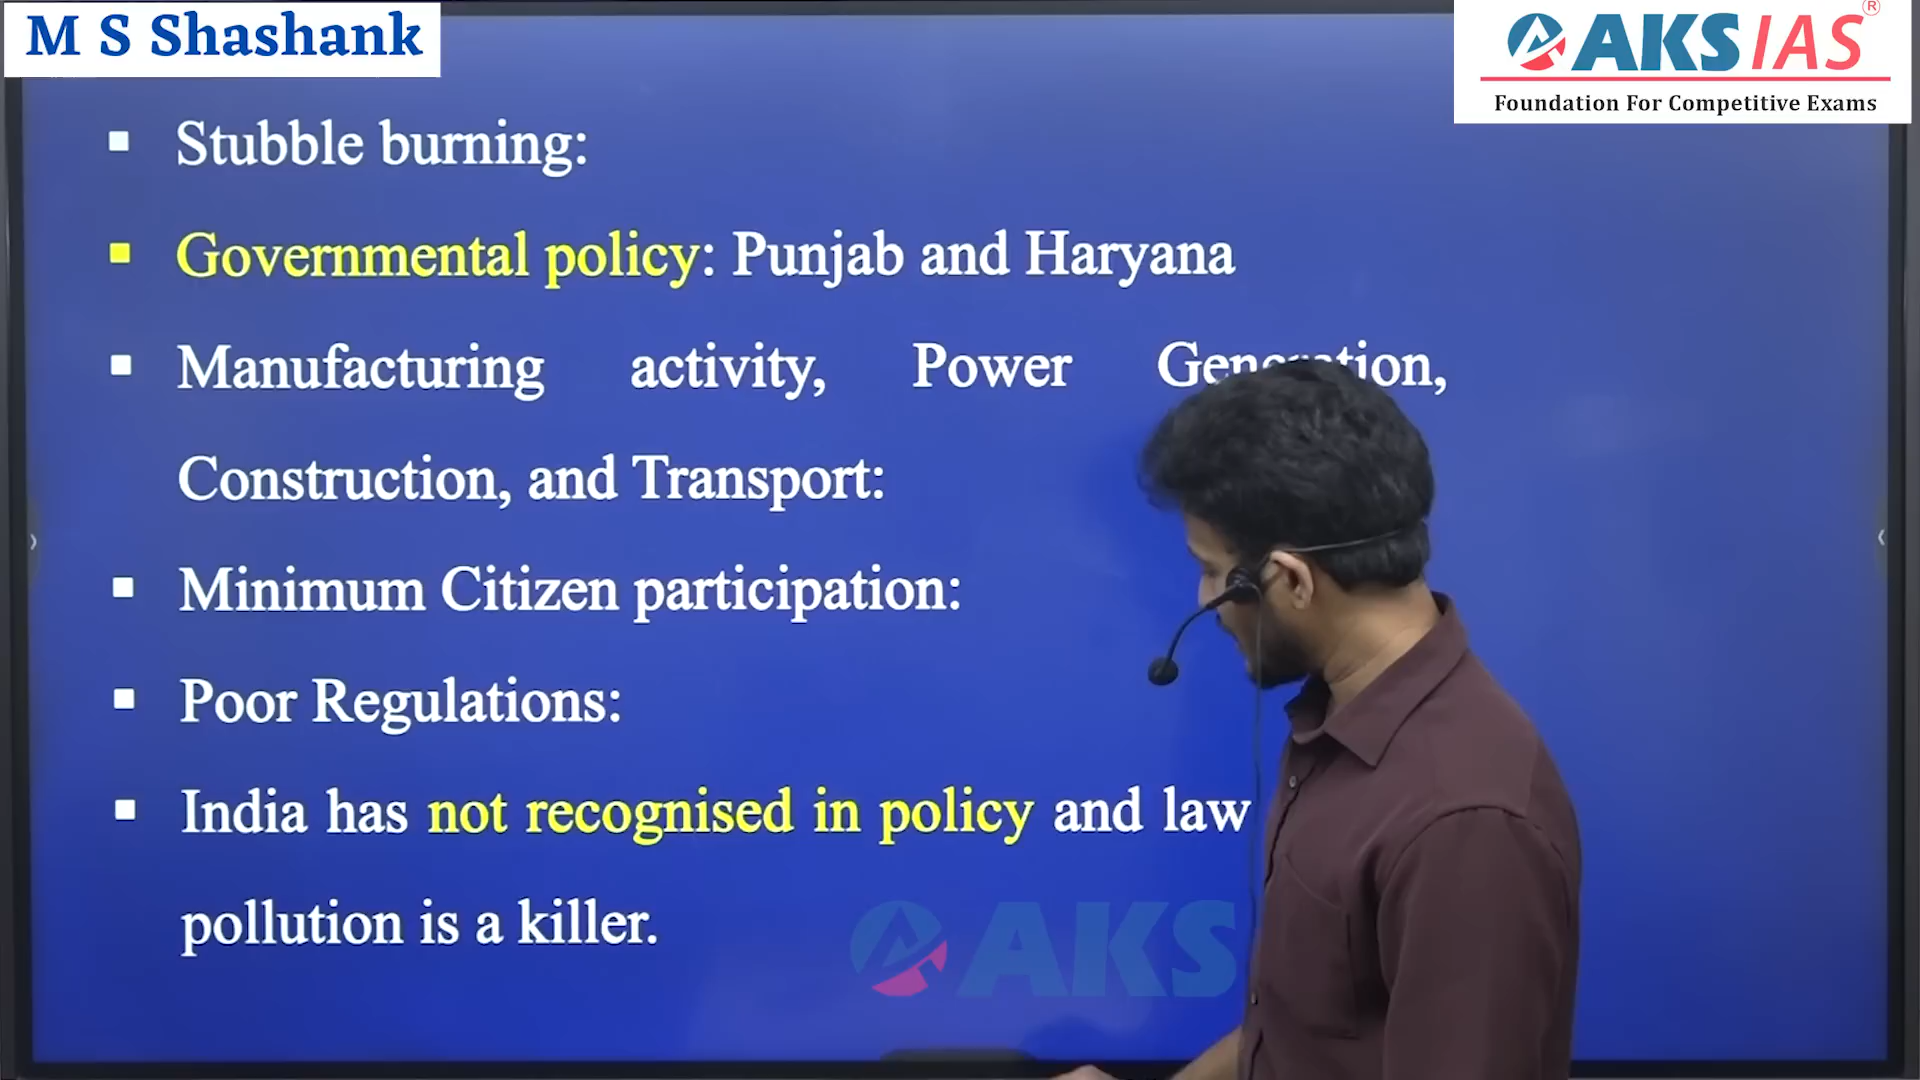 M S Shashank
AKS IAS ®
Foundation For Competitive Exams
▪ Stubble burning:
▪ Governmental policy: Punjab and Haryana
▪ Manufacturing activity, Power Generation,
Construction, and Transport:
▪ Minimum Citizen participation:
▪ Poor Regulations:
▪ India has not recognised in policy and law
pollution is a killer.
AKS